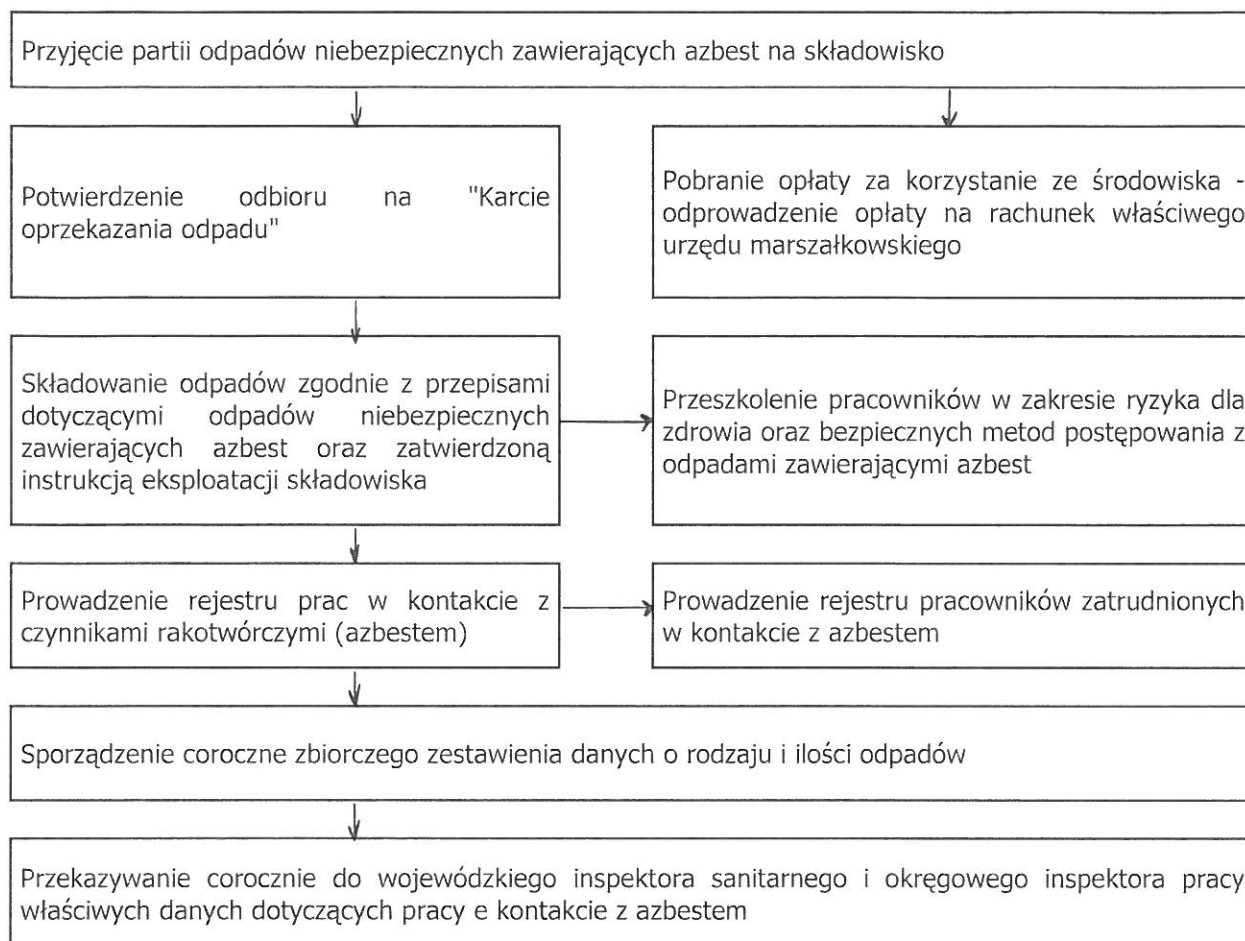 Przyjęcie partii odpadów niebezpiecznych zawierających azbest na składowisko
Potwierdzenie odbioru na "Karcie
oprzekazania odpadu"
Pobranie opłaty za korzystanie ze środowiska -
odprowadzenie opłaty na rachunek właściwego
urzędu marszałkowskiego
Składowanie odpadów zgodnie z przepisami
dotyczącymi odpadów niebezpiecznych
zawierających azbest oraz zatwierdzoną
instrukcją eksploatacji składowiska
Przeszkolenie pracowników w zakresie ryzyka dla
zdrowia oraz bezpiecznych metod postępowania z
odpadami zawierającymi azbest
Prowadzenie rejestru prac w kontakcie z
czynnikami rakotwórczymi (azbestem)
Prowadzenie rejestru pracowników zatrudnionych
w kontakcie z azbestem
Sporządzenie coroczne zbiorczego zestawienia danych o rodzaju i ilości odpadów
Przekazywanie corocznie do wojewódzkiego inspektora sanitarnego i okręgowego inspektora pracy
właściwych danych dotyczących pracy e kontakcie z azbestem